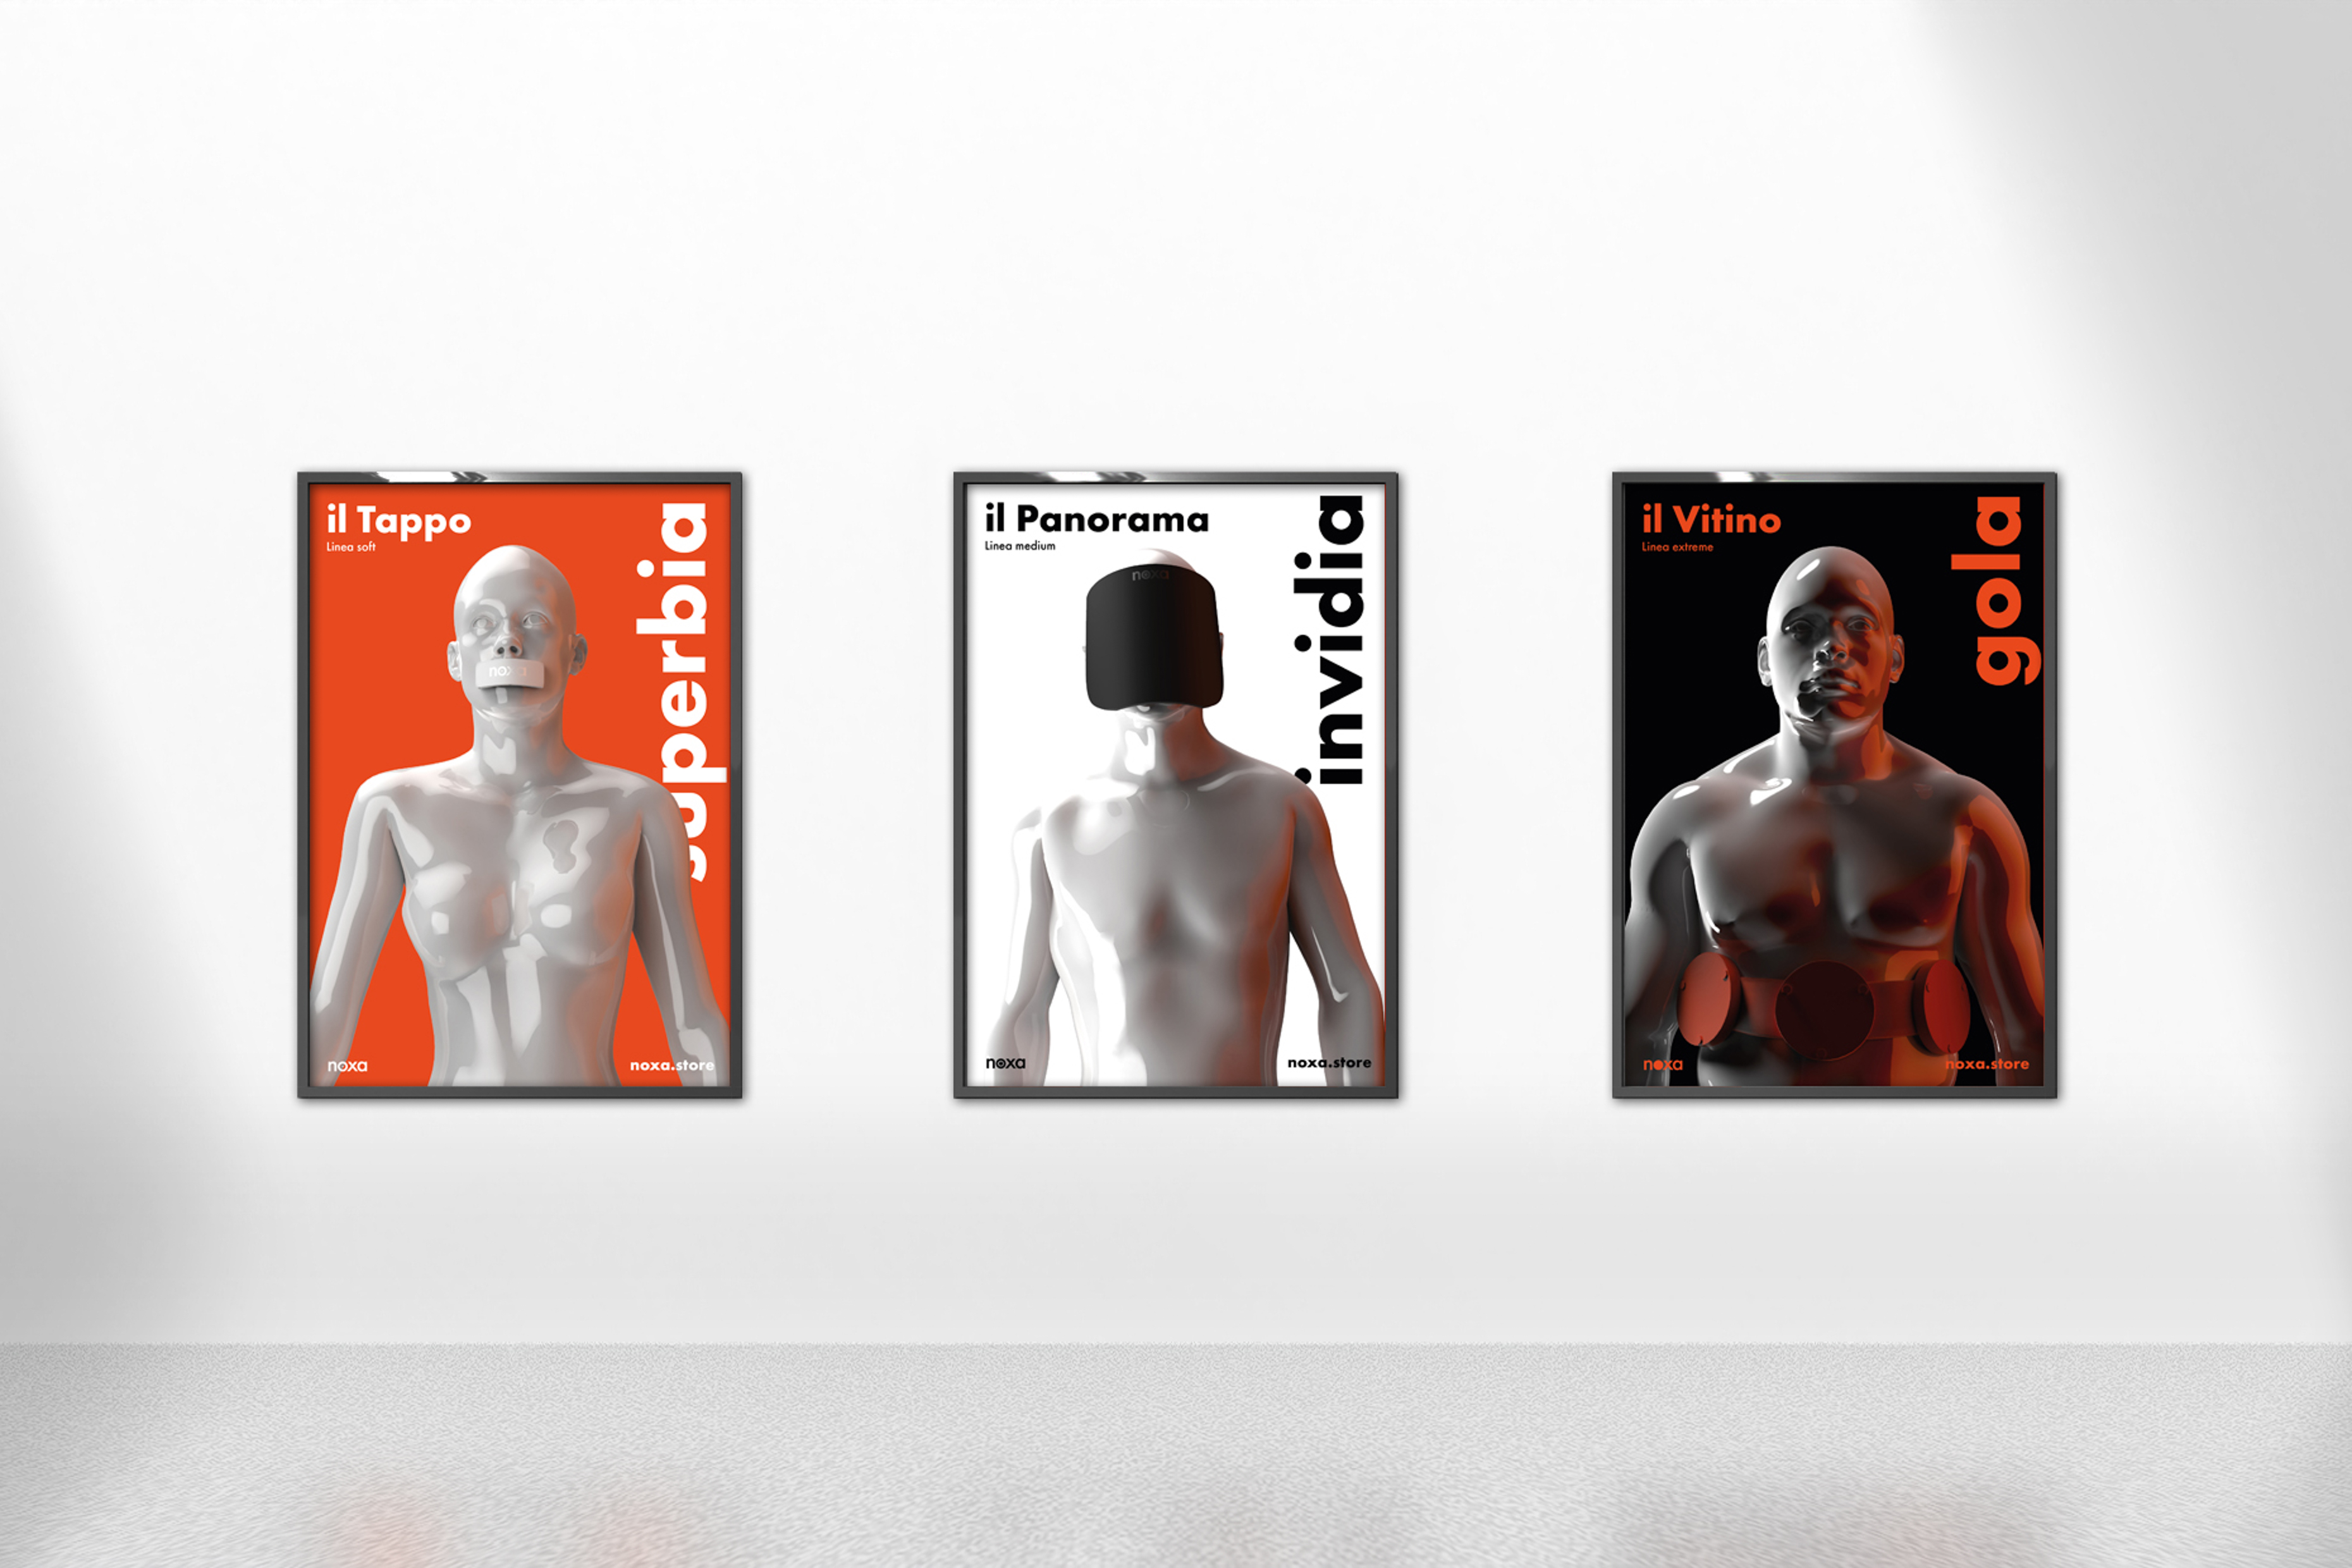 il Tappo
Linea soft
superbia
noxa
noxa
noxa.store
il Panorama
Linea medium
invidia
noxa
noxa
noxa.store
il Vitino
Linea extreme
gola
noxa
noxa.store